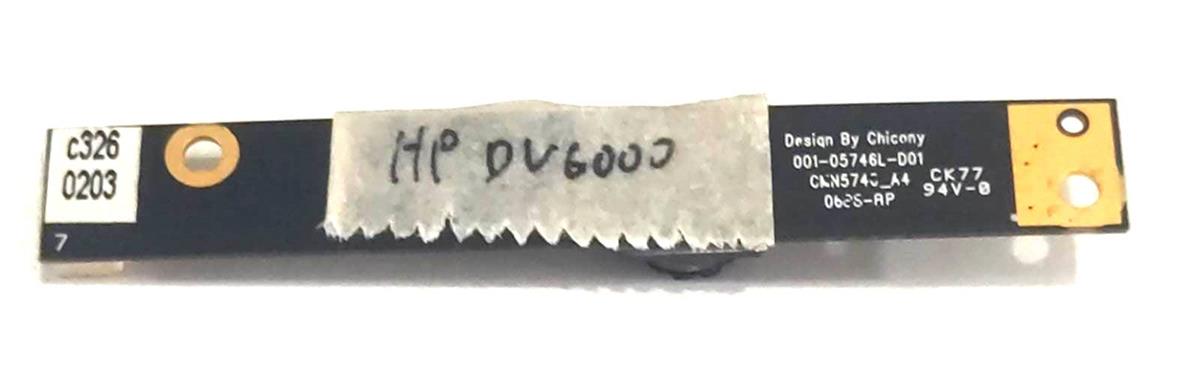 c326
0203
7
HP DV6000
Design By Chicony
001-05746L-D01
CK77
94V-0